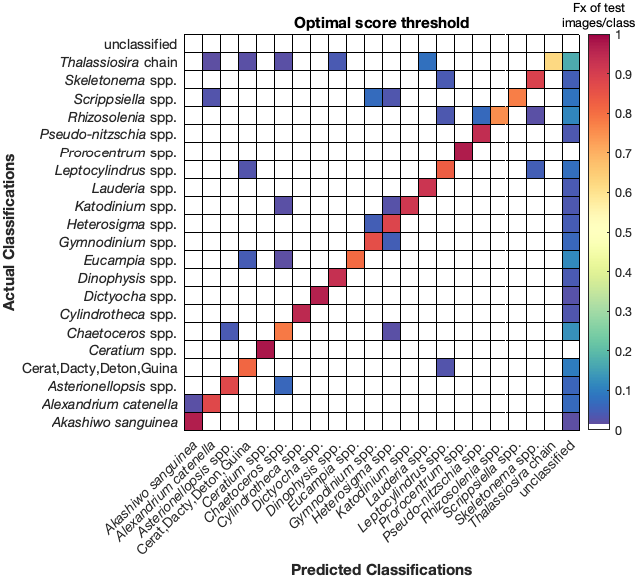 Fx of test
images/class
Optimal score threshold
Actual Classifications
unclassified
Thalassiosira chain
Skeletonema spp.
Scrippsiella spp.
Rhizosolenia spp.
Pseudo-nitzschia spp.
Prorocentrum spp.
Leptocylindrus spp.
Lauderia spp.
Katodinium spp.
Heterosigma spp.
Gymnodinium spp.
Eucampia spp.
Dinophysis spp.
Dictyocha spp.
Cylindrotheca spp.
Chaetoceros spp.
Ceratium spp.
Cerat,Dacty,Deton,Guina
Asterionellopsis spp.
Alexandrium catenella
Akashiwo sanguinea
1
0.9
0.8
0.7
0.6
0.5
0.4
0.3
0.2
0.1
0
Akashiwo sanguinea
Alexandrium catenella
Asterionellopsis spp.
Cerat,Dacty,Deton,Guina
Ceratium spp.
Chaetoceros spp.
Cylindrotheca spp.
Dictyocha spp.
Dinophysis spp.
Eucampia spp.
Gymnodinium spp.
Heterosigma spp.
Katodinium spp.
Lauderia spp.
Leptocylindrus spp.
Prorocentrum spp.
Pseudo-nitzschia spp.
Rhizosolenia spp.
Scrippsiella spp.
Skeletonema spp.
Thalassiosira chain
unclassified
Predicted Classifications